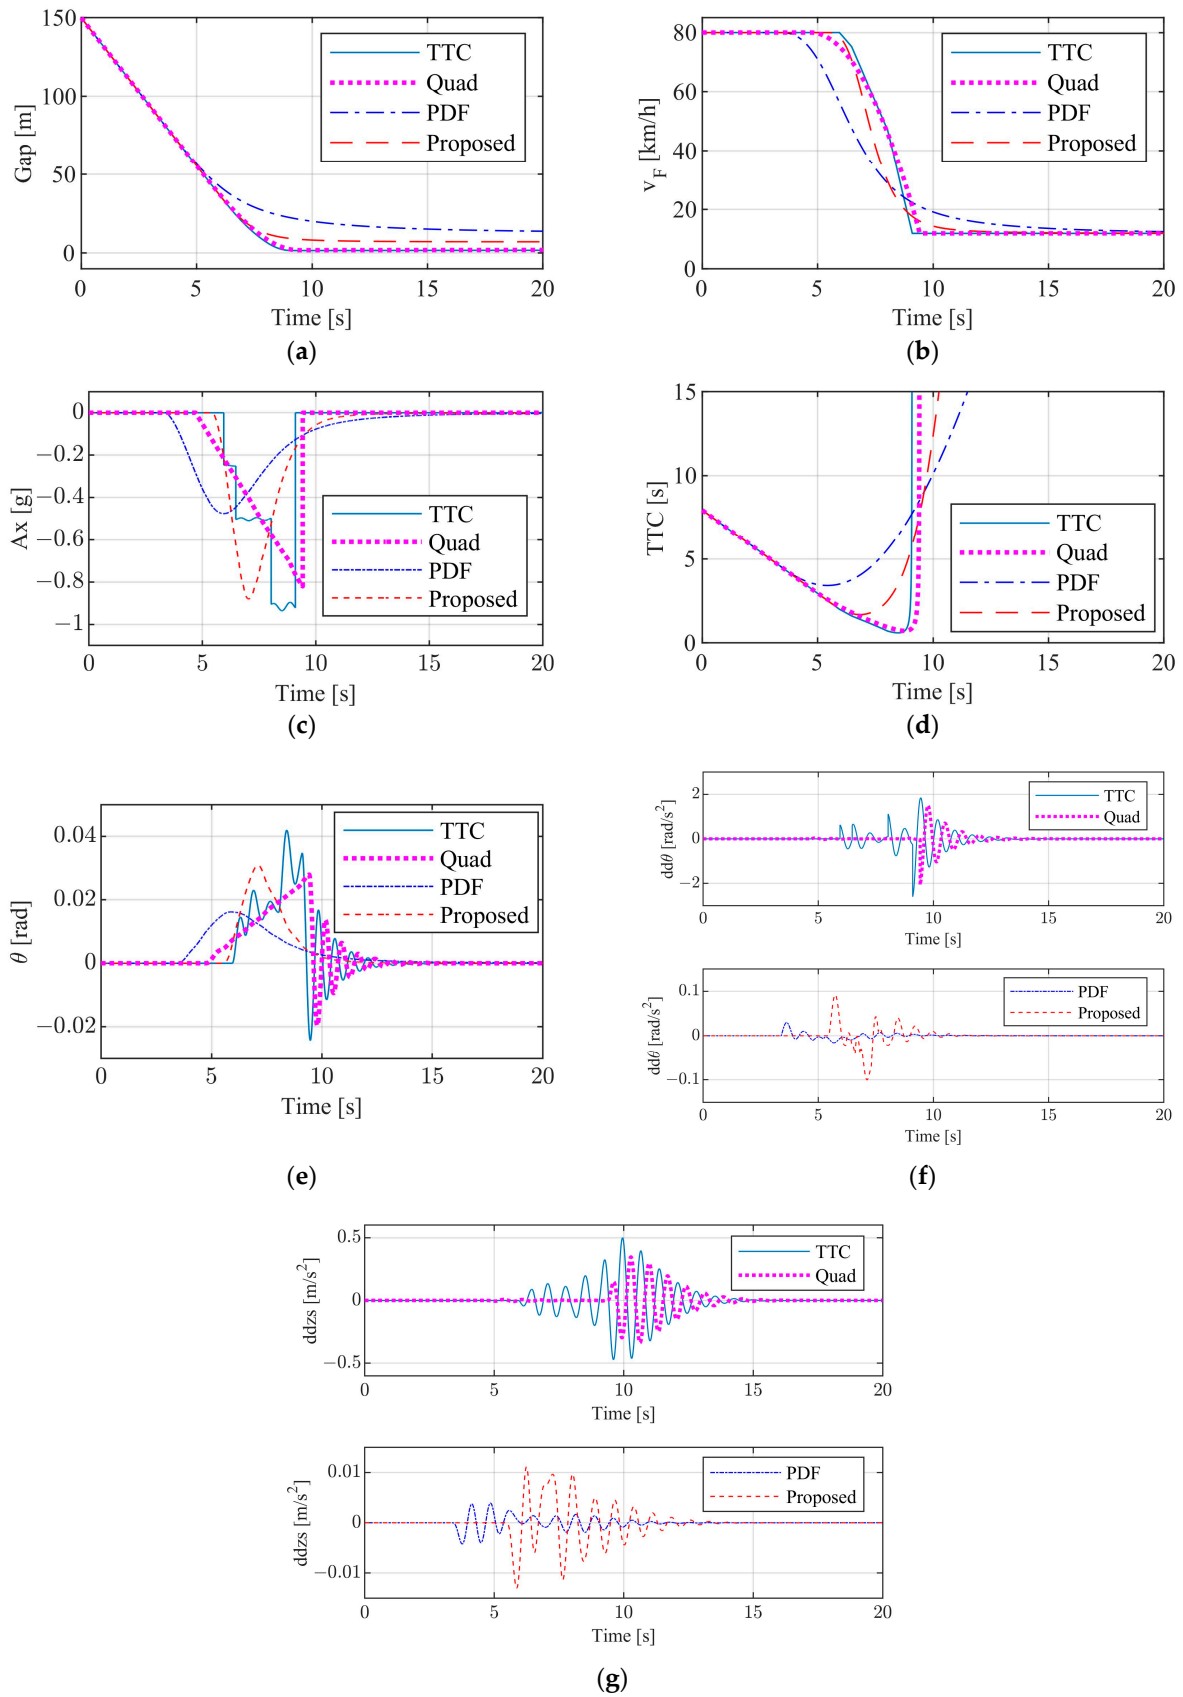 150
100
50
0
Gap [m]
TTC
Quad
PDF
Proposed
0 5 10 15 20
Time [s]
(a)
80
60
40
20
0
v_F [km/h]
TTC
Quad
PDF
Proposed
0 5 10 15 20
Time [s]
(b)
0
−0.2
−0.4
−0.6
−0.8
−1
Ax [g]
TTC
Quad
PDF
Proposed
0 5 10 15 20
Time [s]
(c)
15
10
5
0
TTC [s]
TTC
Quad
PDF
Proposed
0 5 10 15 20
Time [s]
(d)
0.04
0.02
0
−0.02
θ [rad]
TTC
Quad
PDF
Proposed
0 5 10 15 20
Time [s]
(e)
2
0
−2
ddθ [rad/s²]
TTC
Quad
0 5 10 15 20
Time [s]
0.1
0
−0.1
ddθ [rad/s²]
PDF
Proposed
0 5 10 15 20
Time [s]
(f)
0.5
0
−0.5
ddzs [m/s²]
TTC
Quad
0 5 10 15 20
Time [s]
0.01
0
−0.01
ddzs [m/s²]
PDF
Proposed
0 5 10 15 20
Time [s]
(g)